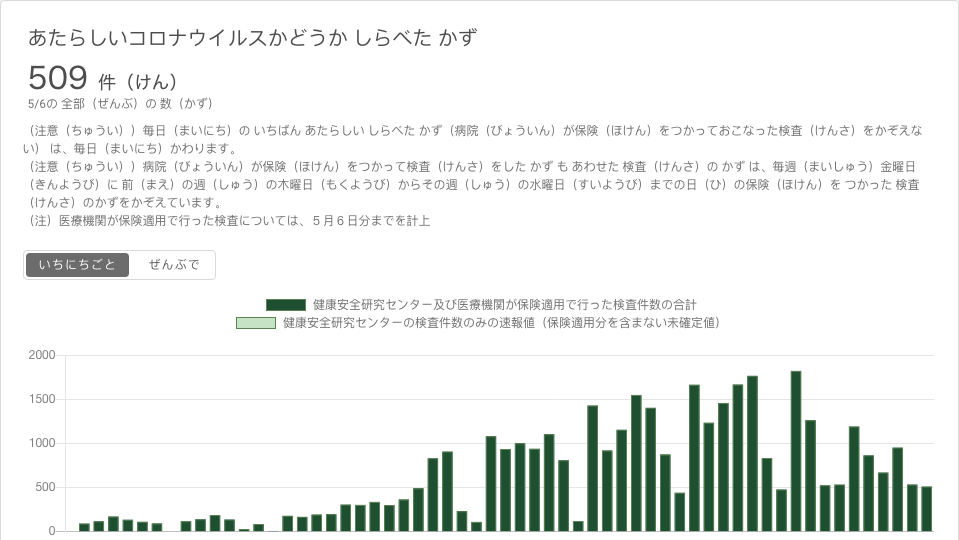 あたらしいコロナウイルスかどうか しらべた かず
509 件（けん）
5/6の 全部（ぜんぶ）の 数（かず）
（注意（ちゅうい））毎日（まいにち）の いちばん あたらしい しらべた かず（病院（びょういん）が保険（ほけん）をつかっておこなった検査（けんさ）をかぞえな
い） は、毎日（まいにち）かわります。
（注意（ちゅうい））病院（びょういん）が保険（ほけん）をつかって検査（けんさ）をした かず も あわせた 検査（けんさ）の かず は、毎週（まいしゅう）金曜日
（きんようび）に 前（まえ）の週（しゅう）の木曜日（もくようび）からその週（しゅう）の水曜日（すいようび）までの日（ひ）の保険（ほけん）を つかった 検査
（けんさ）のかずをかぞえています。
（注）医療機関が保険適用で行った検査については、５月６日分までを計上
いちにちごと ぜんぶで
健康安全研究センター及び医療機関が保険適用で行った検査件数の合計
健康安全研究センターの検査件数のみの速報値（保険適用分を含まない未確定値）
2000
1500
1000
500
0